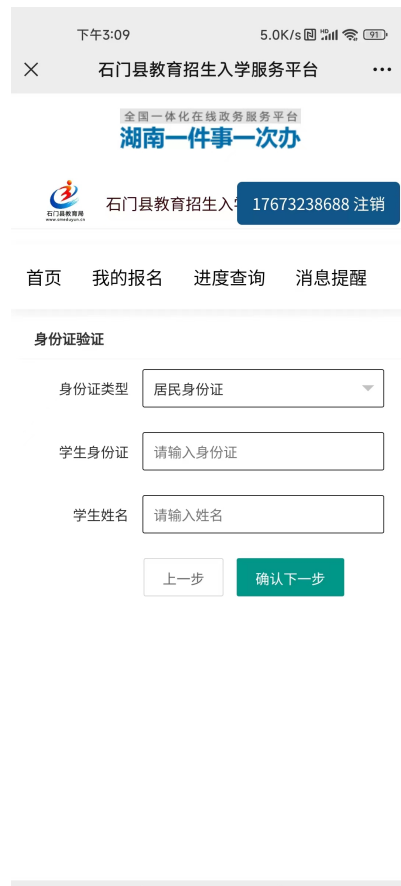 下午3:09 5.0K/s 91
石门县教育招生入学服务平台
全国一体化在线政务服务平台
湖南一件事一次办
石门县教育局
www.smeduyun.cn
石门县教育招生入 17673238688 注销
首页 我的报名 进度查询 消息提醒
身份证验证
身份证类型 居民身份证
学生身份证 请输入身份证
学生姓名 请输入姓名
上一步 确认下一步